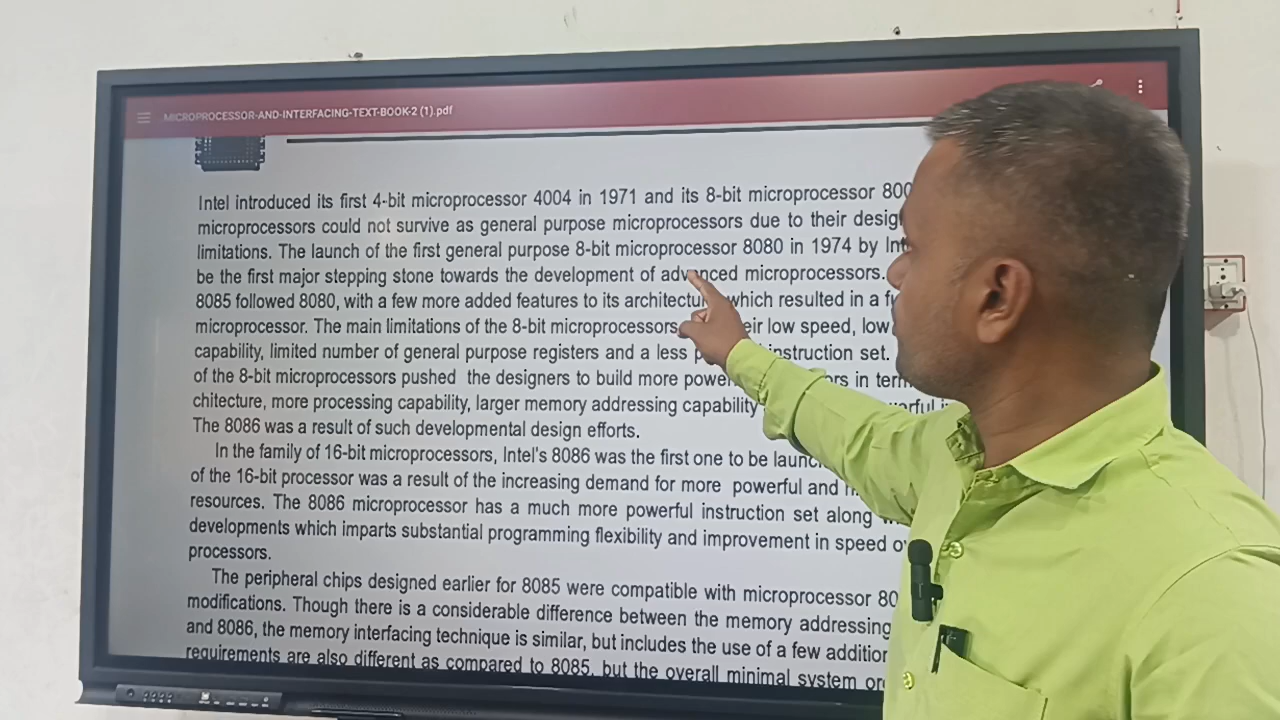 MICROPROCESSOR-AND-INTERFACING-TEXT-BOOK-2 (1).pdf
Intel introduced its first 4-bit microprocessor 4004 in 1971 and its 8-bit microprocessor 800
microprocessors could not survive as general purpose microprocessors due to their desig
limitations. The launch of the first general purpose 8-bit microprocessor 8080 in 1974 by Int
be the first major stepping stone towards the development of advanced microprocessors.
8085 followed 8080, with a few more added features to its architectu which resulted in a fu
microprocessor. The main limitations of the 8-bit microprocessors eir low speed, low
capability, limited number of general purpose registers and a less p instruction set.
of the 8-bit microprocessors pushed the designers to build more power rs in term
chitecture, more processing capability, larger memory addressing capability erful i
The 8086 was a result of such developmental design efforts.
In the family of 16-bit microprocessors, Intel's 8086 was the first one to be launc
of the 16-bit processor was a result of the increasing demand for more powerful and
resources. The 8086 microprocessor has a much more powerful instruction set along w
developments which imparts substantial programming flexibility and improvement in speed o
processors.
The peripheral chips designed earlier for 8085 were compatible with microprocessor 80
modifications. Though there is a considerable difference between the memory addressing
and 8086, the memory interfacing technique is similar, but includes the use of a few addition
requirements are also different as compared to 8085, but the overall minimal system or